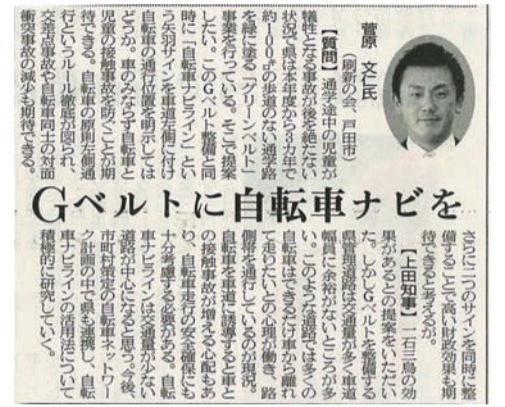 菅原 文仁氏
(刷新の会、戸田市)
【質問】通学途中の児童が
犠牲となる事故が後を絶たない
状況で県は本年度から3カ年で
約100㌔の歩道のない通学路
を緑に塗る「グリーンベルト」
事業を行っている。そこで提案
したい。このGベルト整備と同
時に「自転車ナビライン」とい
う矢羽サインを車道左側に付け
自転車の通行位置を明示しては
どうか。車のみならず自転車と
児童の接触事故を防ぐことが期
待できる。自転車の原則左側通
行というルール徹底が図られ、
交差点事故や自転車同士の対面
衝突事故の減少も期待できる。
Gベルトに自転車ナビを
さらに二つのサインを同時に整
備することで高い財政効果も期
待できると考えるが。
【上田知事】一石三鳥の効
果があるとの提案をいただい
た。しかしGベルトを整備する
県管理道路は交通量が多く車道
幅員に余裕がないところが多
い。このような道路では多くの
自転車はできるだけ車から離れ
て走りたいとの心理が働き、路
側帯を通行しているのが現況。
自転車を車道に誘導すると車と
の接触事故が増える心配もあ
り、自転車走行の安全確保にも
十分考慮する必要がある。自転
車ナビラインは交通量が少ない
道路が中心になると思う。今後、
市町村策定の自転車ネットワー
ク計画の中で県も連携し、自転
車ナビラインの活用法について
積極的に研究していく。